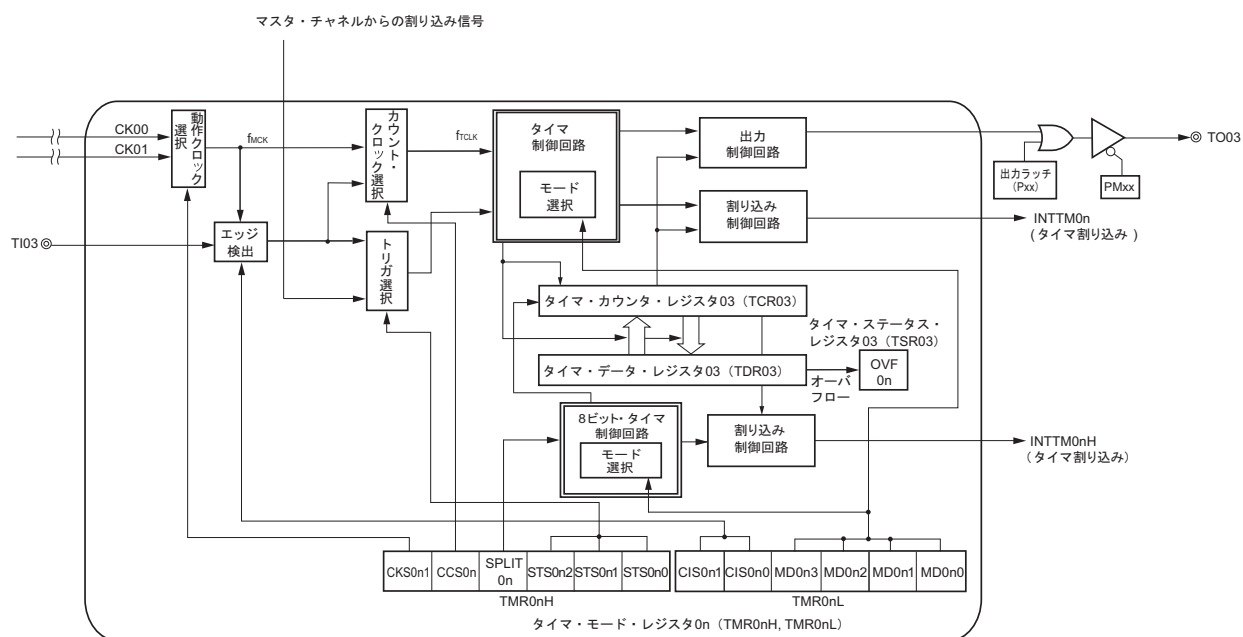 マスタ・チャネルからの割り込み信号
CK00
CK01
動作クロック
選択
fMCK
カウント・
クロック選択
fTCLK
タイマ
制御回路
モード
選択
出力
制御回路
出力ラッチ
(Pxx)
PMxx
TO03
割り込み
制御回路
INTTM0n
(タイマ割り込み)
TI03
エッジ
検出
トリガ選択
タイマ・カウンタ・レジスタ03(TCR03)
タイマ・ステータス・
レジスタ03(TSR03)
タイマ・データ・レジスタ03(TDR03)
オーバ
フロー
OVF
0n
8ビット・タイマ
制御回路
モード
選択
割り込み
制御回路
INTTM0nH
(タイマ割り込み)
CKS0n1 CCS0n SPLIT
0n STS0n2 STS0n1 STS0n0
CIS0n1 CIS0n0 MD0n3 MD0n2 MD0n1 MD0n0
TMR0nH
TMR0nL
タイマ・モード・レジスタ0n(TMR0nH, TMR0nL)